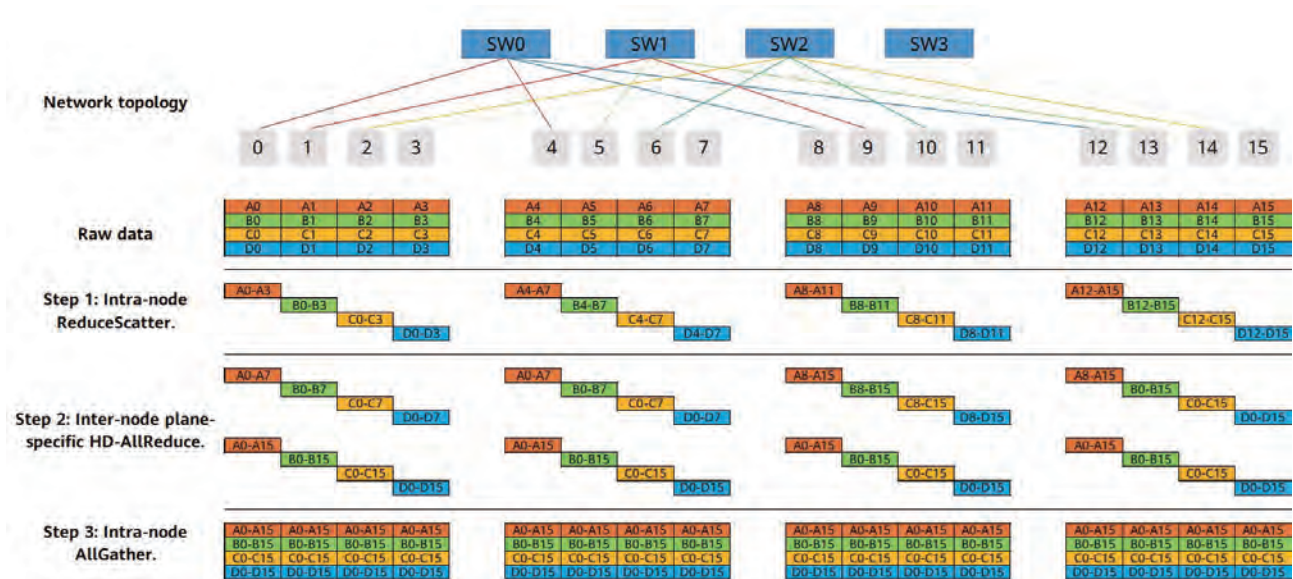 SW0 SW1 SW2 SW3
Network topology
0 1 2 3 4 5 6 7 8 9 10 11 12 13 14 15
Raw data
A0 A1 A2 A3 A4 A5 A6 A7 A8 A9 A10 A11 A12 A13 A14 A15
B0 B1 B2 B3 B4 B5 B6 B7 B8 B9 B10 B11 B12 B13 B14 B15
C0 C1 C2 C3 C4 C5 C6 C7 C8 C9 C10 C11 C12 C13 C14 C15
D0 D1 D2 D3 D4 D5 D6 D7 D8 D9 D10 D11 D12 D13 D14 D15
Step 1: Intra-node
ReduceScatter.
A0-A3 A4-A7 A8-A11 A12-A15
B0-B3 B4-B7 B8-B11 B12-B15
C0-C3 C4-C7 C8-C11 C12-C15
D0-D3 D4-D7 D8-D11 D12-D15
Step 2: Inter-node plane-
specific HD-AllReduce.
A0-A7 A0-A7 A8-A15 A8-A15
B0-B7 B0-B7 B8-B15 B0-B15
C0-C7 C0-C7 C8-C15 C0-C15
D0-D7 D0-D7 D8-D15 D0-D15
A0-A15 A0-A15 A0-A15 A0-A15
B0-B15 B0-B15 B0-B15 B0-B15
C0-C15 C0-C15 C0-C15 C0-C15
D0-D15 D0-D15 D0-D15 D0-D15
Step 3: Intra-node
AllGather.
A0-A15 A0-A15 A0-A15 A0-A15 A0-A15 A0-A15 A0-A15 A0-A15 A0-A15 A0-A15 A0-A15 A0-A15 A0-A15 A0-A15 A0-A15 A0-A15
B0-B15 B0-B15 B0-B15 B0-B15 B0-B15 B0-B15 B0-B15 B0-B15 B0-B15 B0-B15 B0-B15 B0-B15 B0-B15 B0-B15 B0-B15 B0-B15
C0-C15 C0-C15 C0-C15 C0-C15 C0-C15 C0-C15 C0-C15 C0-C15 C0-C15 C0-C15 C0-C15 C0-C15 C0-C15 C0-C15 C0-C15 C0-C15
D0-D15 D0-D15 D0-D15 D0-D15 D0-D15 D0-D15 D0-D15 D0-D15 D0-D15 D0-D15 D0-D15 D0-D15 D0-D15 D0-D15 D0-D15 D0-D15